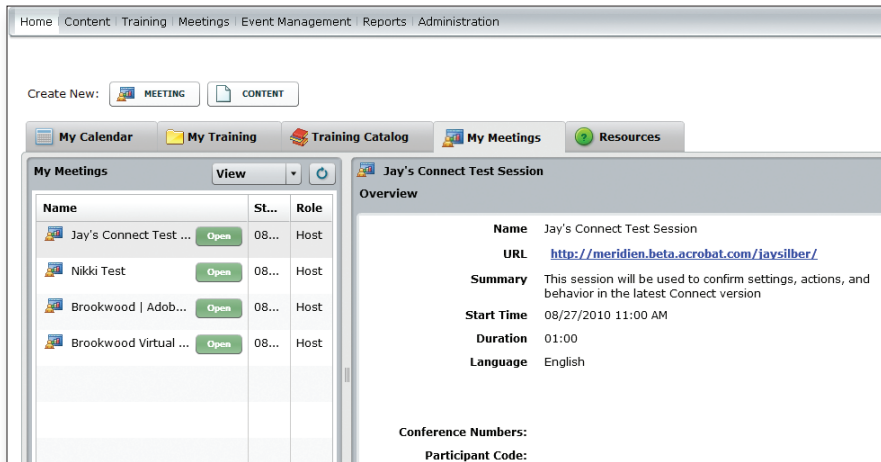 Home Content Training Meetings Event Management Reports Administration
Create New: MEETING CONTENT
My Calendar My Training Training Catalog My Meetings Resources
My Meetings View
Name St... Role
Jay's Connect Test ... Open 08... Host
Nikki Test Open 08... Host
Brookwood | Adob... Open 08... Host
Brookwood Virtual ... Open 08... Host
Jay's Connect Test Session
Overview
Name Jay's Connect Test Session
URL http://meridien.beta.acrobat.com/jaysilber/
Summary This session will be used to confirm settings, actions, and
behavior in the latest Connect version
Start Time 08/27/2010 11:00 AM
Duration 01:00
Language English
Conference Numbers:
Participant Code: